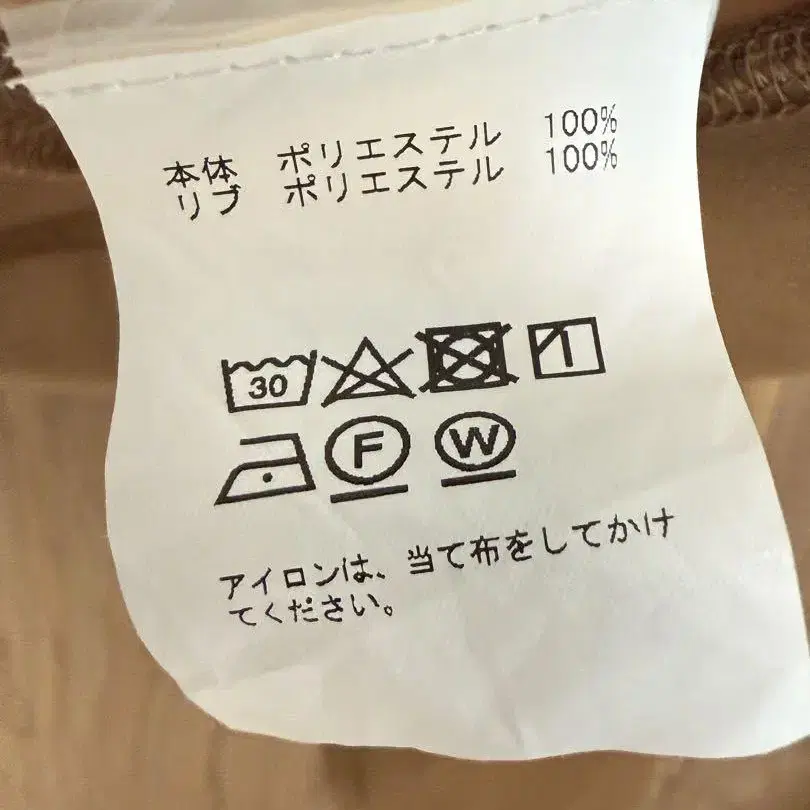 本体 ポリエステル 100%
リブ ポリエステル 100%
30
F W
アイロンは、当て布をしてかけ
てください。